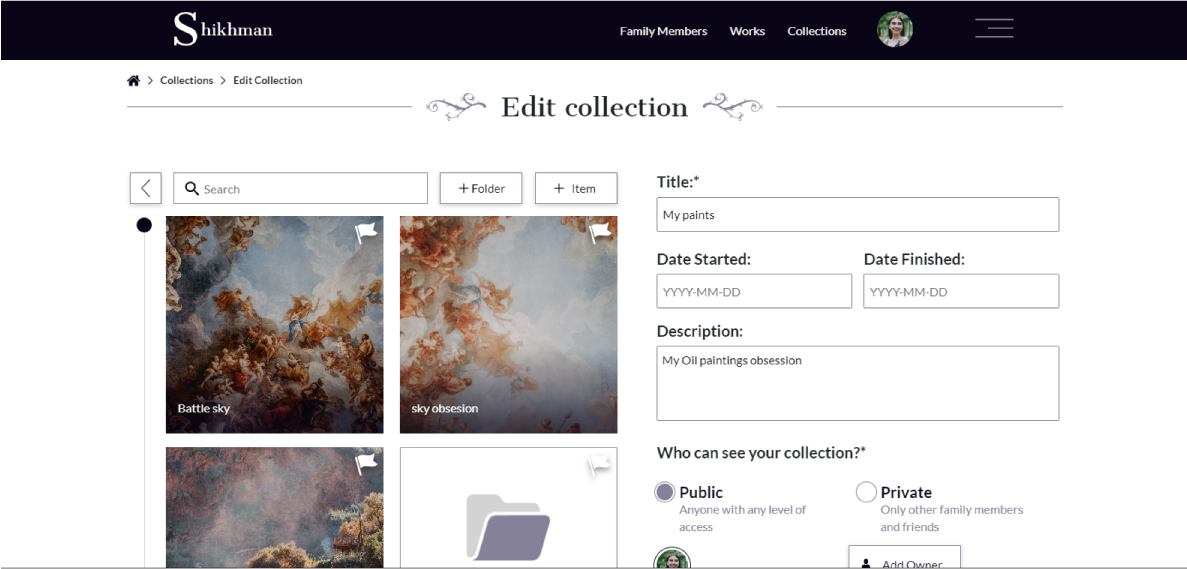 Shikhman
Family Members Works Collections
Collections > Edit Collection
Edit collection
Search
+ Folder
+ Item
Battle sky
sky obsesion
Title:*
My paints
Date Started:
Date Finished:
YYYY-MM-DD
YYYY-MM-DD
Description:
My Oil paintings obsession
Who can see your collection?*
Public
Anyone with any level of
access
Private
Only other family members
and friends
Add Owner